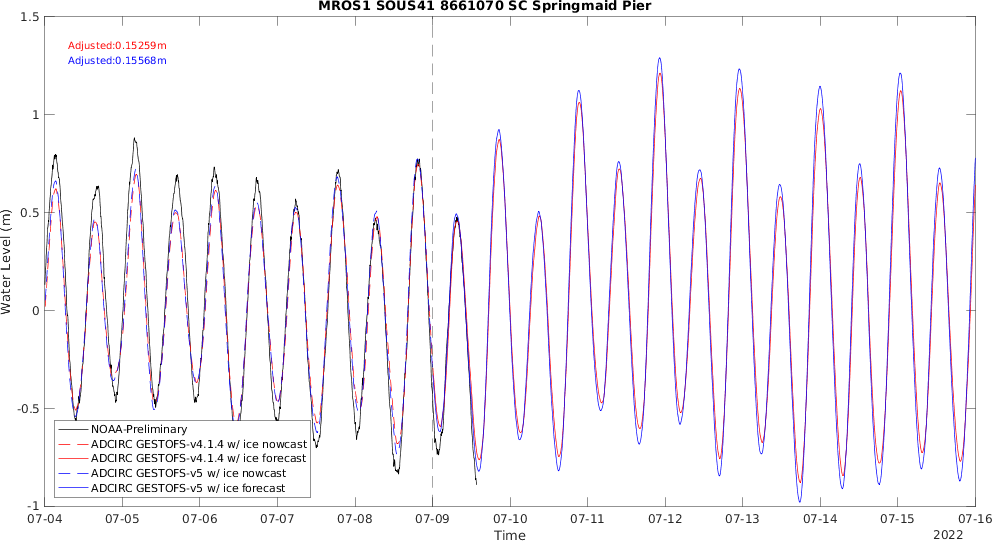 MROS1 SOUS41 8661070 SC Springmaid Pier
1.5
Adjusted:0.15259m
Adjusted:0.15568m
1
0.5
Water Level (m)
0
-0.5
NOAA-Preliminary
ADCIRC GESTOFS-v4.1.4 w/ ice nowcast
ADCIRC GESTOFS-v4.1.4 w/ ice forecast
ADCIRC GESTOFS-v5 w/ ice nowcast
ADCIRC GESTOFS-v5 w/ ice forecast
-1
07-04 07-05 07-06 07-07 07-08 07-09 07-10 07-11 07-12 07-13 07-14 07-15 07-16
Time
2022